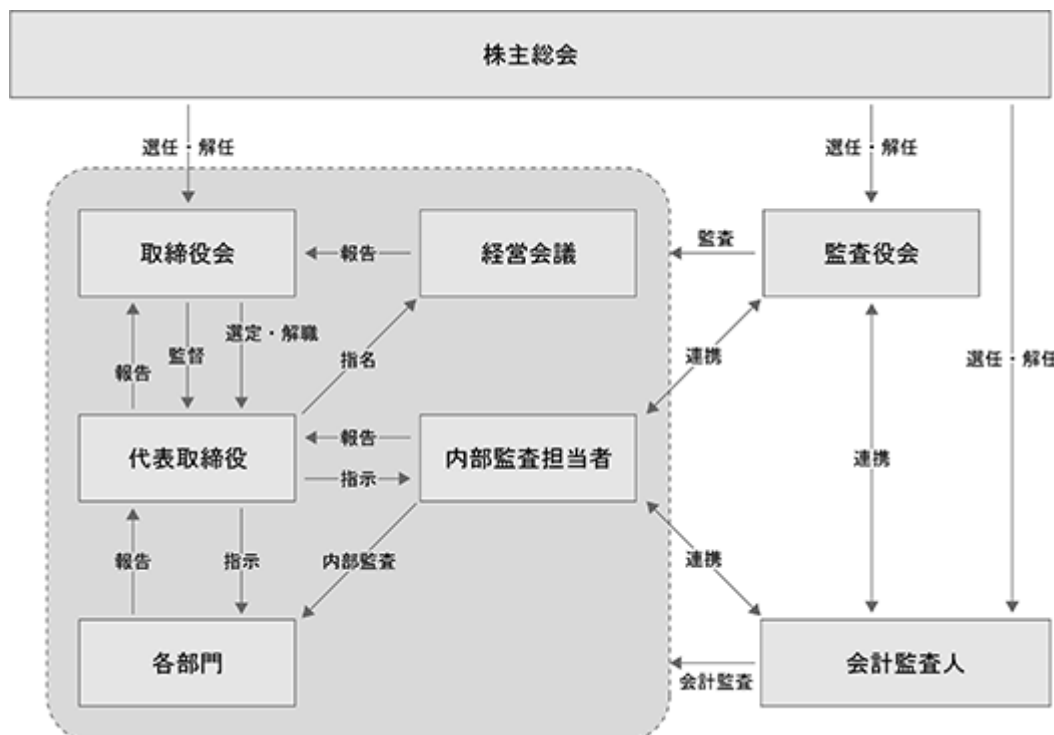 株主総会
選任・解任
選任・解任
取締役会
報告
経営会議
監査
監査役会
選定・解職
監督
報告
指名
連携
選任・解任
代表取締役
報告
指示
内部監査担当者
連携
報告
指示
内部監査
連携
各部門
会計監査
会計監査人